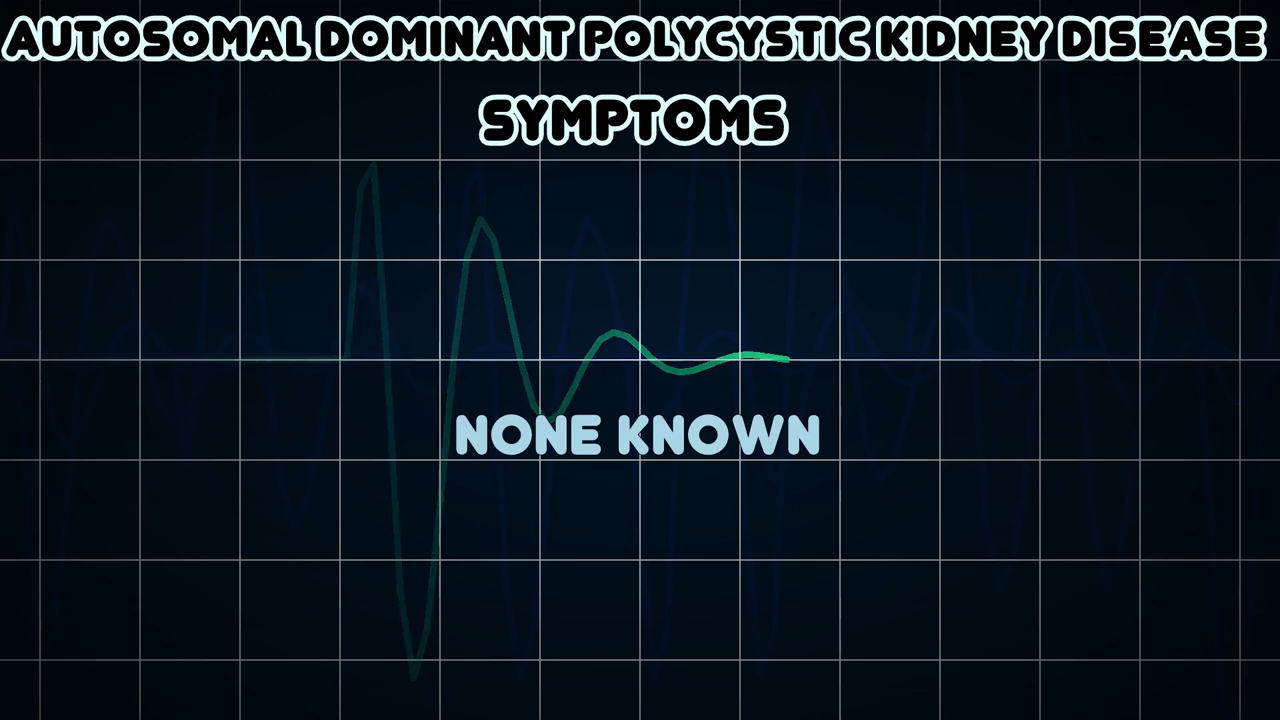 AUTOSOMAL DOMINANT POLYCYSTIC KIDNEY DISEASE
SYMPTOMS
NONE KNOWN